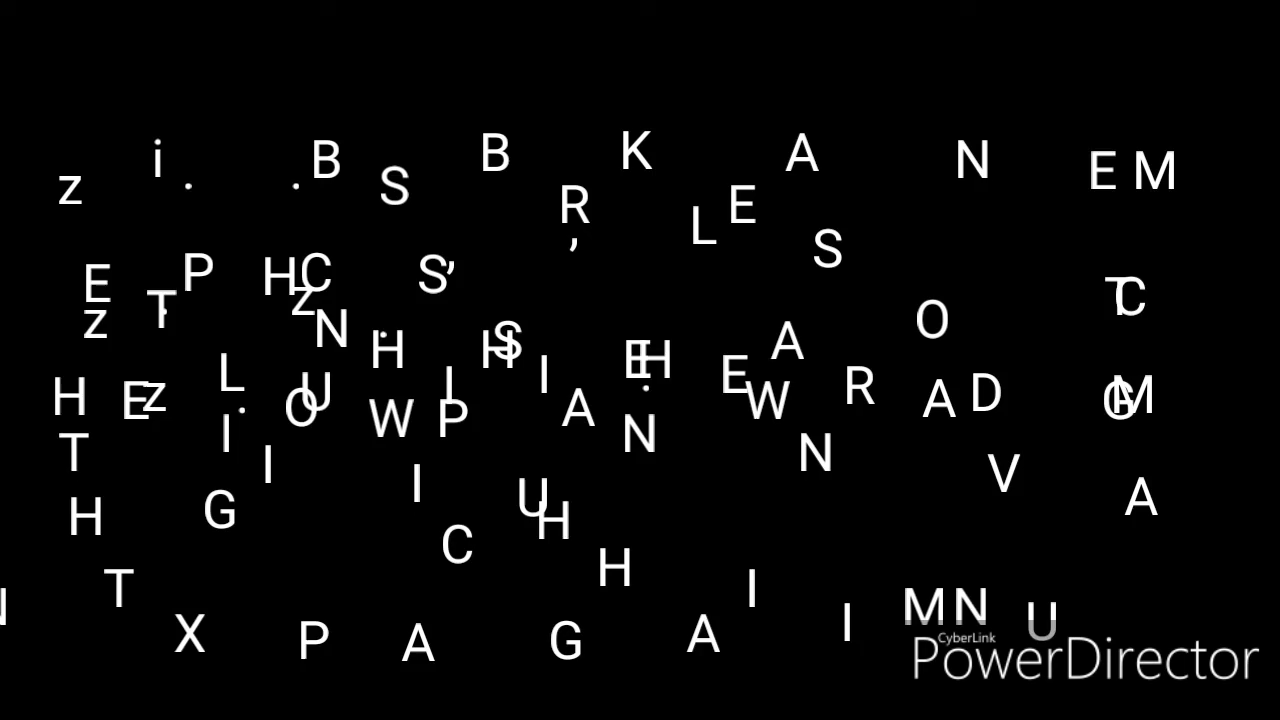 z i . . B S B K A N E M
R , L E S
E P H C S ,
z T . z N O T C
H . H I S I E H A
H E z L U I E W R A D G M
I . O W P A . N
T I I N V
H G I U H A
C H
N T I M N U
X P A G A I
CyberLink
PowerDirector